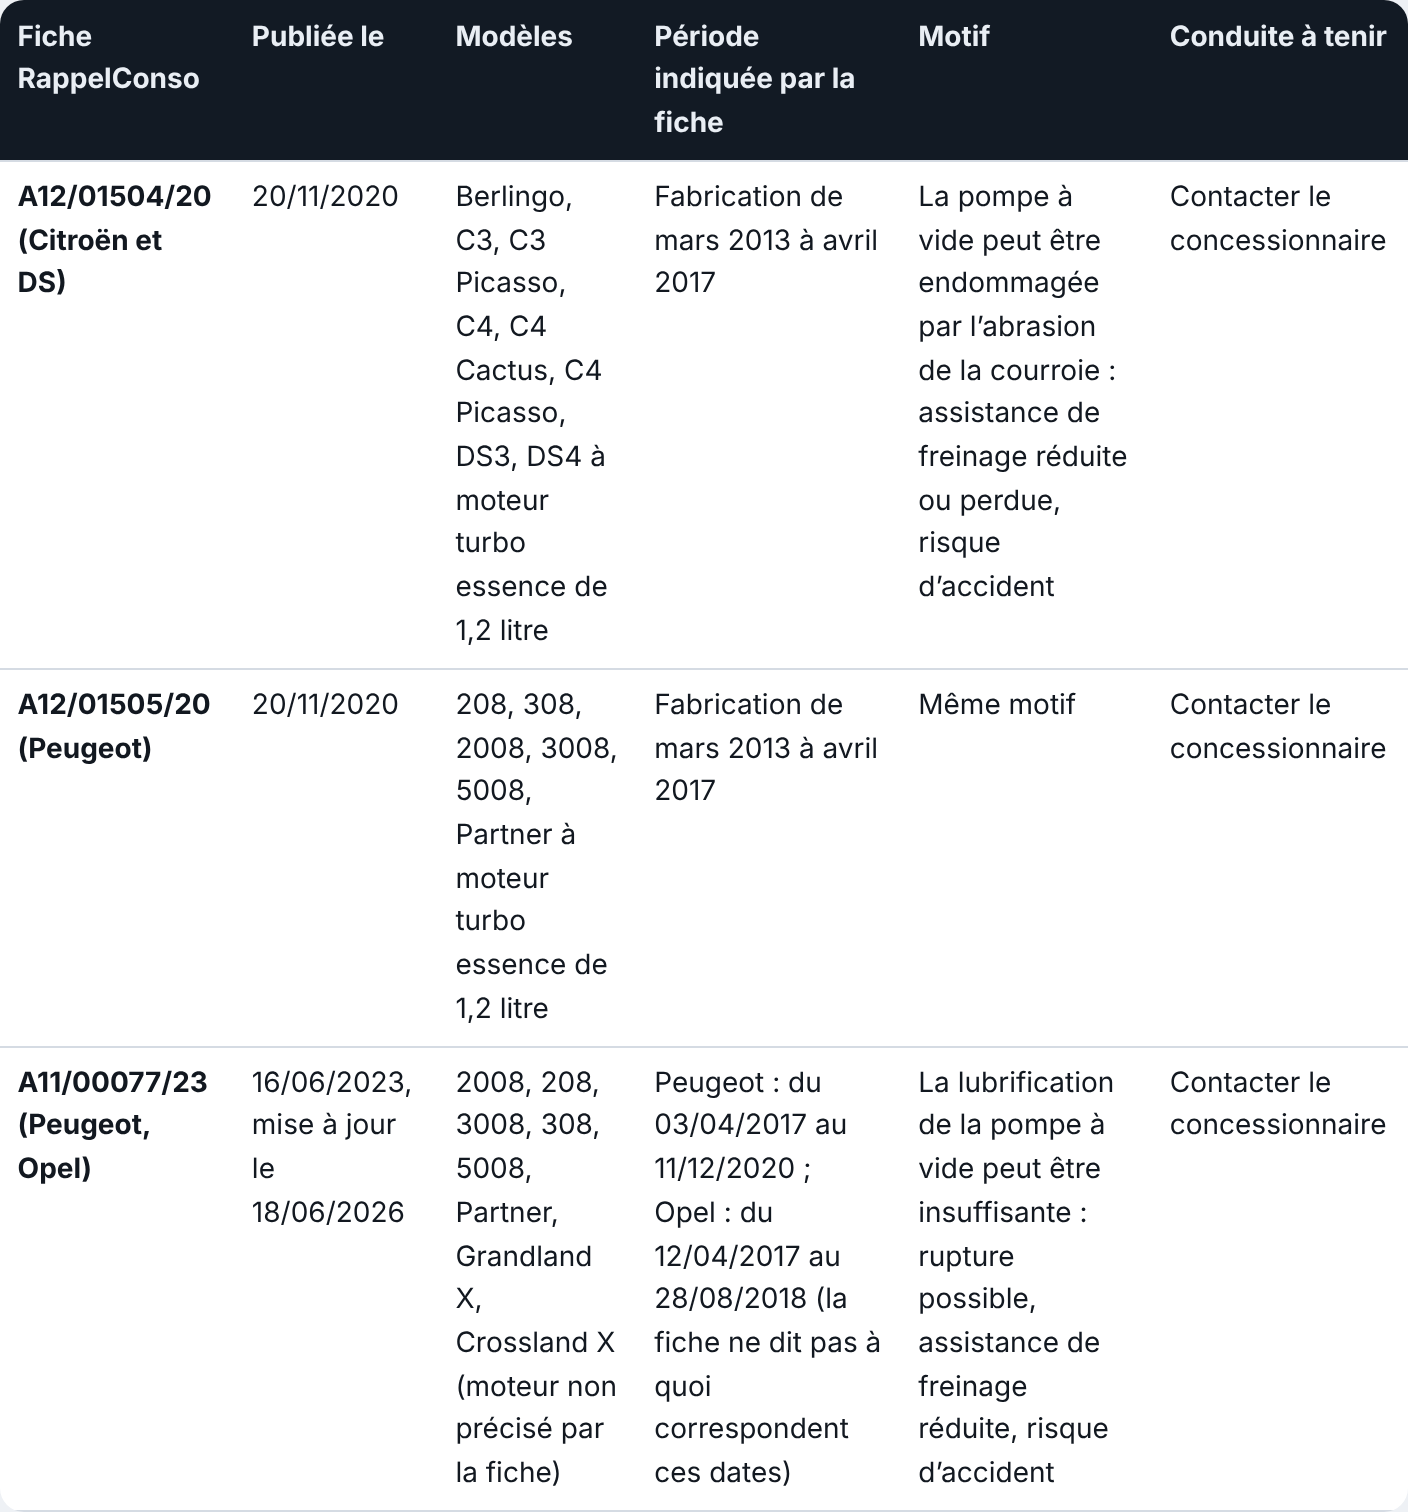 Fiche
RappelConso
Publiée le
Modèles
Période
indiquée par la
fiche
Motif
Conduite à tenir
A12/01504/20
(Citroën et
DS)
20/11/2020
Berlingo,
C3, C3
Picasso,
C4, C4
Cactus, C4
Picasso,
DS3, DS4 à
moteur
turbo
essence de
1,2 litre
Fabrication de
mars 2013 à avril
2017
La pompe à
vide peut être
endommagée
par l’abrasion
de la courroie :
assistance de
freinage réduite
ou perdue,
risque
d’accident
Contacter le
concessionnaire
A12/01505/20
(Peugeot)
20/11/2020
208, 308,
2008, 3008,
5008,
Partner à
moteur
turbo
essence de
1,2 litre
Fabrication de
mars 2013 à avril
2017
Même motif
Contacter le
concessionnaire
A11/00077/23
(Peugeot,
Opel)
16/06/2023,
mise à jour
le
18/06/2026
2008, 208,
3008, 308,
5008,
Partner,
Grandland
X,
Crossland X
(moteur non
précisé par
la fiche)
Peugeot : du
03/04/2017 au
11/12/2020 ;
Opel : du
12/04/2017 au
28/08/2018 (la
fiche ne dit pas à
quoi
correspondent
ces dates)
La lubrification
de la pompe à
vide peut être
insuffisante :
rupture
possible,
assistance de
freinage
réduite, risque
d’accident
Contacter le
concessionnaire